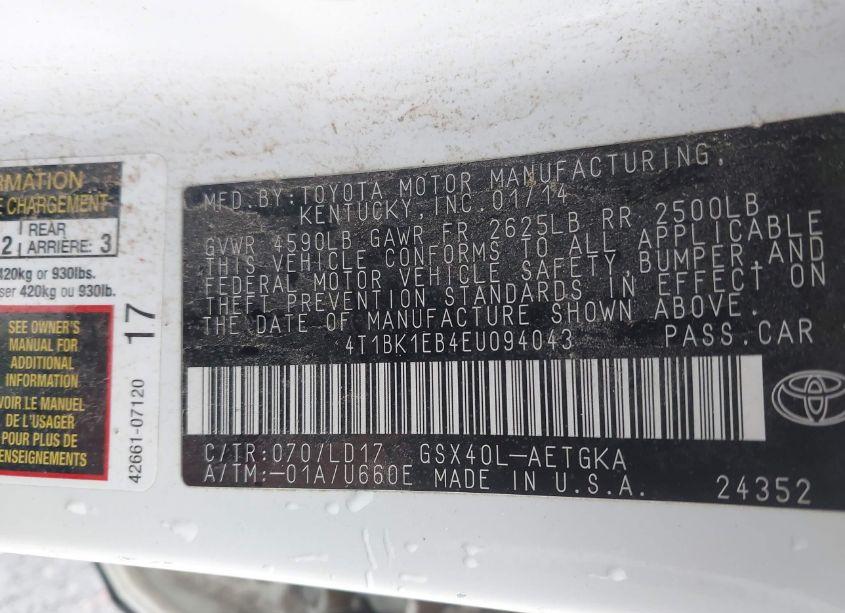 RMATION
E CHARGEMENT
2 REAR ARRIÈRE: 3
420kg or 930lbs.
ser 420kg ou 930lb.
SEE OWNER'S
MANUAL FOR
ADDITIONAL
INFORMATION
VOIR LE MANUEL
DE L'USAGER
POUR PLUS DE
RENSEIGNEMENTS
17
42661-07120
MFD.BY:TOYOTA MOTOR MANUFACTURING,
KENTUCKY,INC.01/14
GVWR 4590LB GAWR FR 2625LB RR 2500LB
THIS VEHICLE CONFORMS TO ALL APPLICABLE
FEDERAL MOTOR VEHICLE SAFETY,BUMPER,AND
THEFT PREVENTION STANDARDS IN EFFECT ON
THE DATE OF MANUFACTURE SHOWN ABOVE.
4T1BK1EB4EU094043 PASS.CAR
C/TR:070/LD17 GSX40L-AETGKA
A/TM:-01A/U660E MADE IN U.S.A.
24352